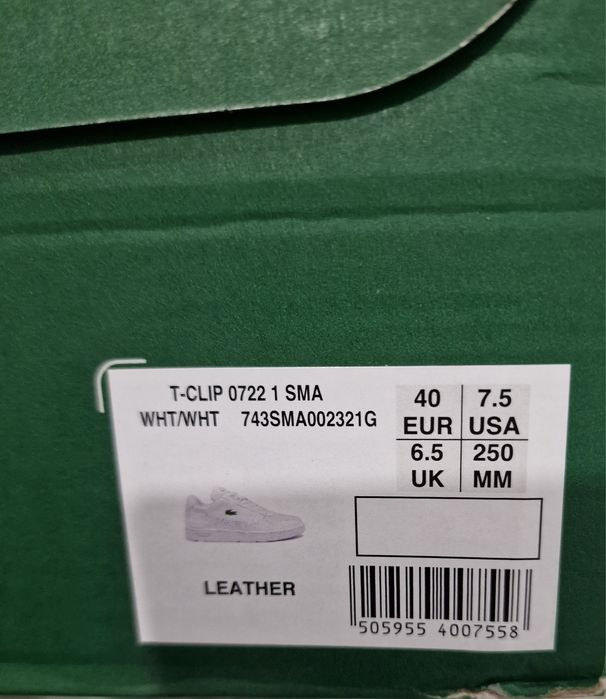 T-CLIP 0722 1 SMA
WHT/WHT 743SMA002321G
40 7.5
EUR USA
6.5 250
UK MM
LEATHER
505955 4007558